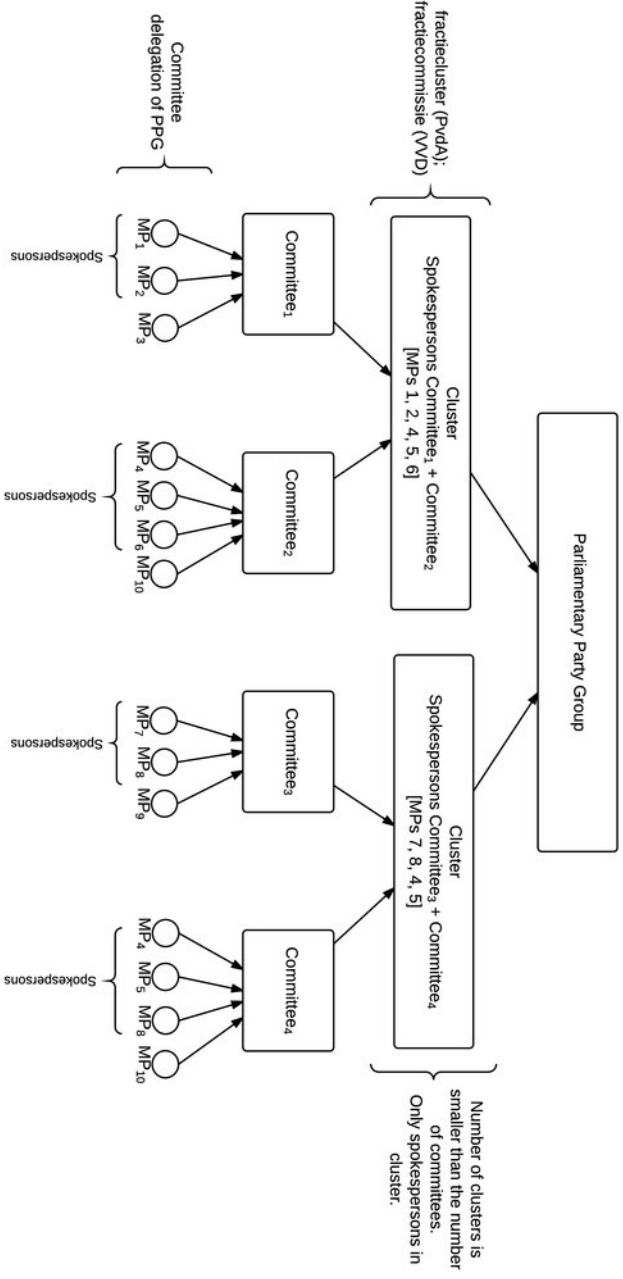 Parliamentary Party Group
fractiecluster (PvdA);
fractiecommissie (VVD)
Cluster
Spokespersons Committee₁ + Committee₂
[MPs 1, 2, 4, 5, 6]
Cluster
Spokespersons Committee₃ + Committee₄
[MPs 7, 8, 4, 5]
Number of clusters is
smaller than the number
of committees.
Only spokespersons in
cluster.
Committee₁
Committee₂
Committee₃
Committee₄
Committee
delegation of PPG
MP₁
MP₂
MP₃
MP₄
MP₅
MP₆
MP₁₀
MP₇
MP₈
MP₉
MP₄
MP₅
MP₈
MP₁₀
Spokespersons
Spokespersons
Spokespersons
Spokespersons